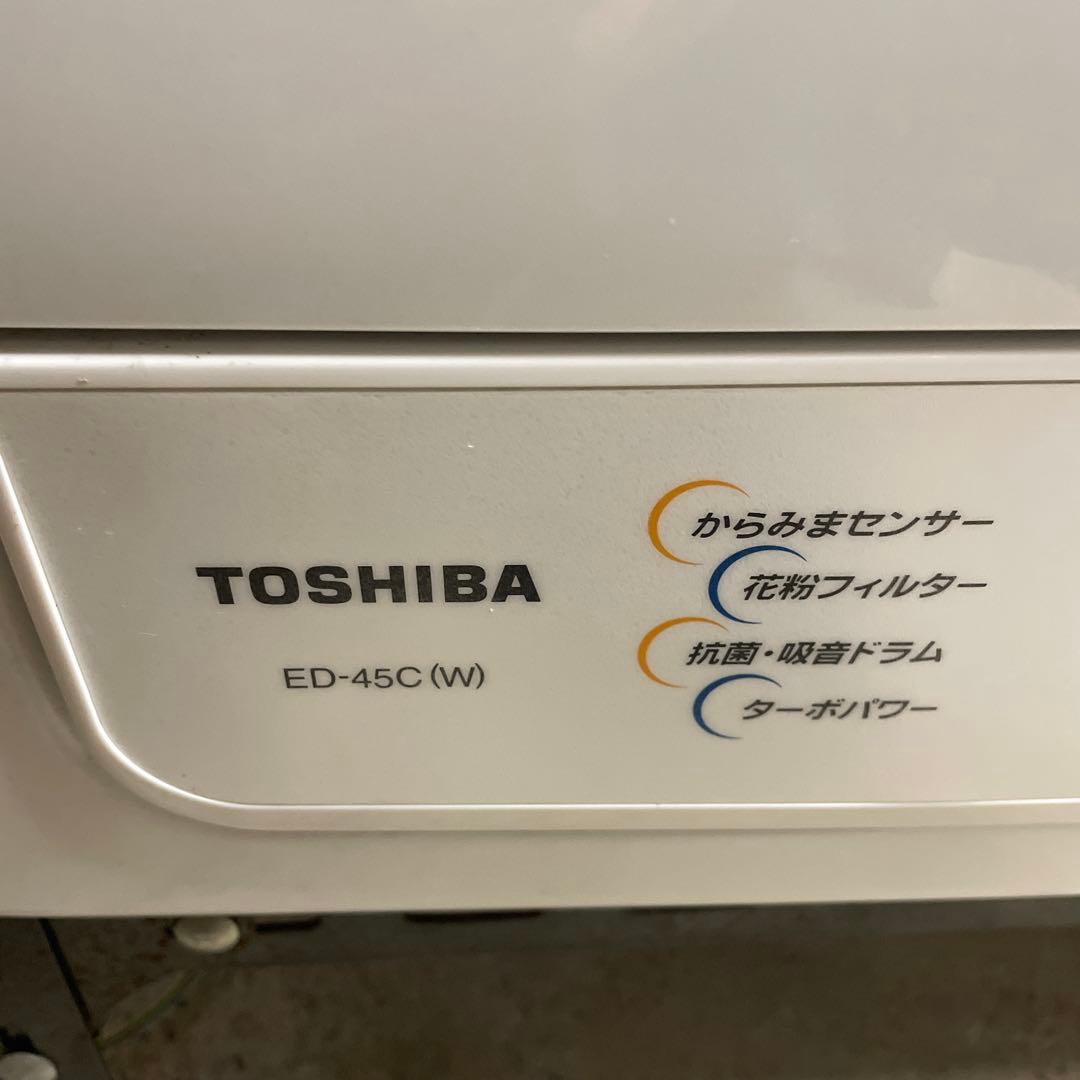 TOSHIBA
ED-45C(W)
からみまセンサー
花粉フィルター
抗菌・吸音ドラム
ターボパワー